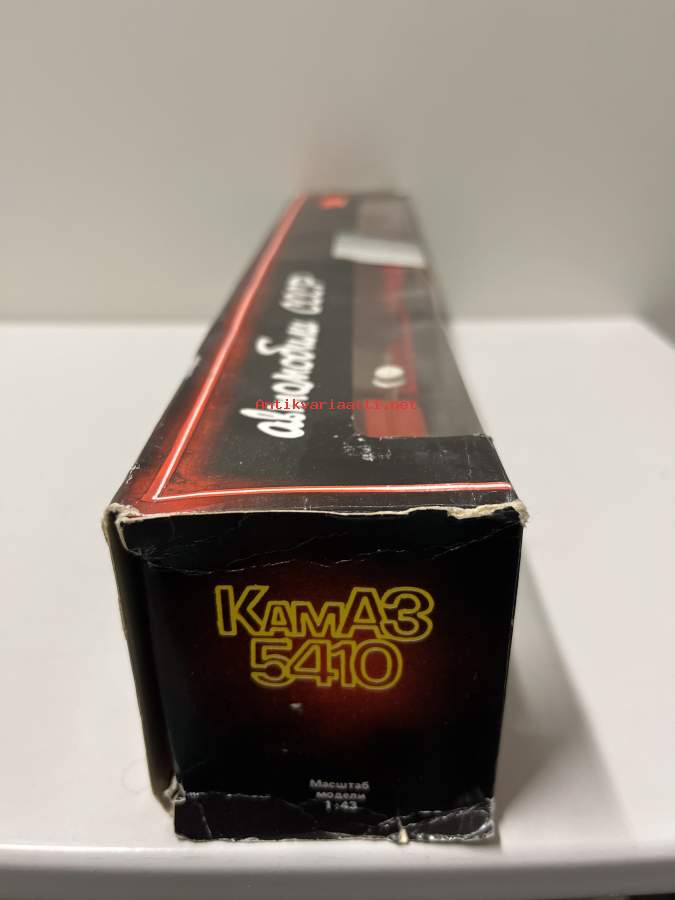 автомобили СССР
Antikvariaatti.net
КамАЗ
5410
Масштаб
модели
1:43